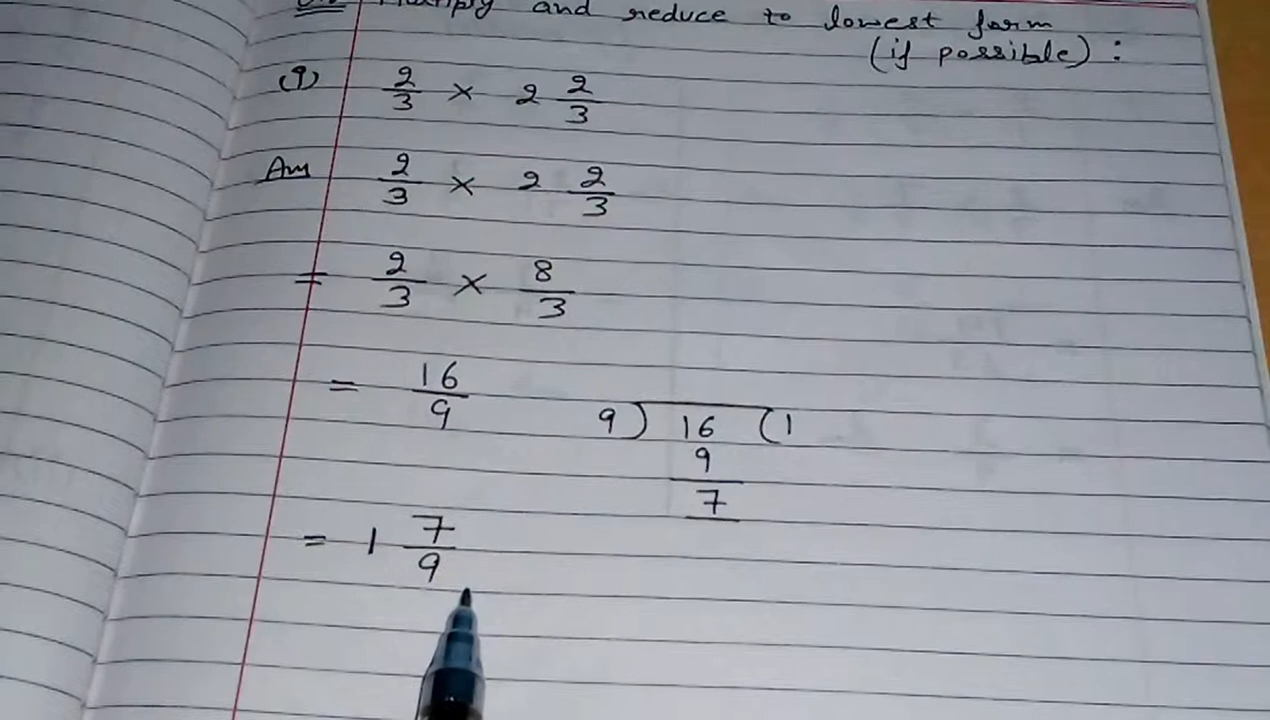 Multiply and reduce to lowest form
(if possible) :
(i) 2/3 × 2 2/3
Ans 2/3 × 2 2/3
= 2/3 × 8/3
= 16/9 9 ) 16 ( 1
9
7
= 1 7/9